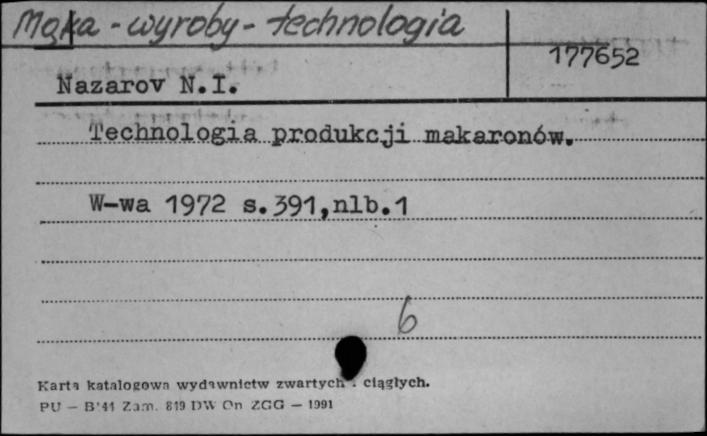 Mąka - wyroby - technologia
177652
Nazarov N.I.
Technologia produkcji makaronów.
W-wa 1972 s.391,nlb.1
6
Karta katalogowa wydawnictw zwartych i ciągłych.
PU — B'41 Zam. 819 DW On ZGG — 1991